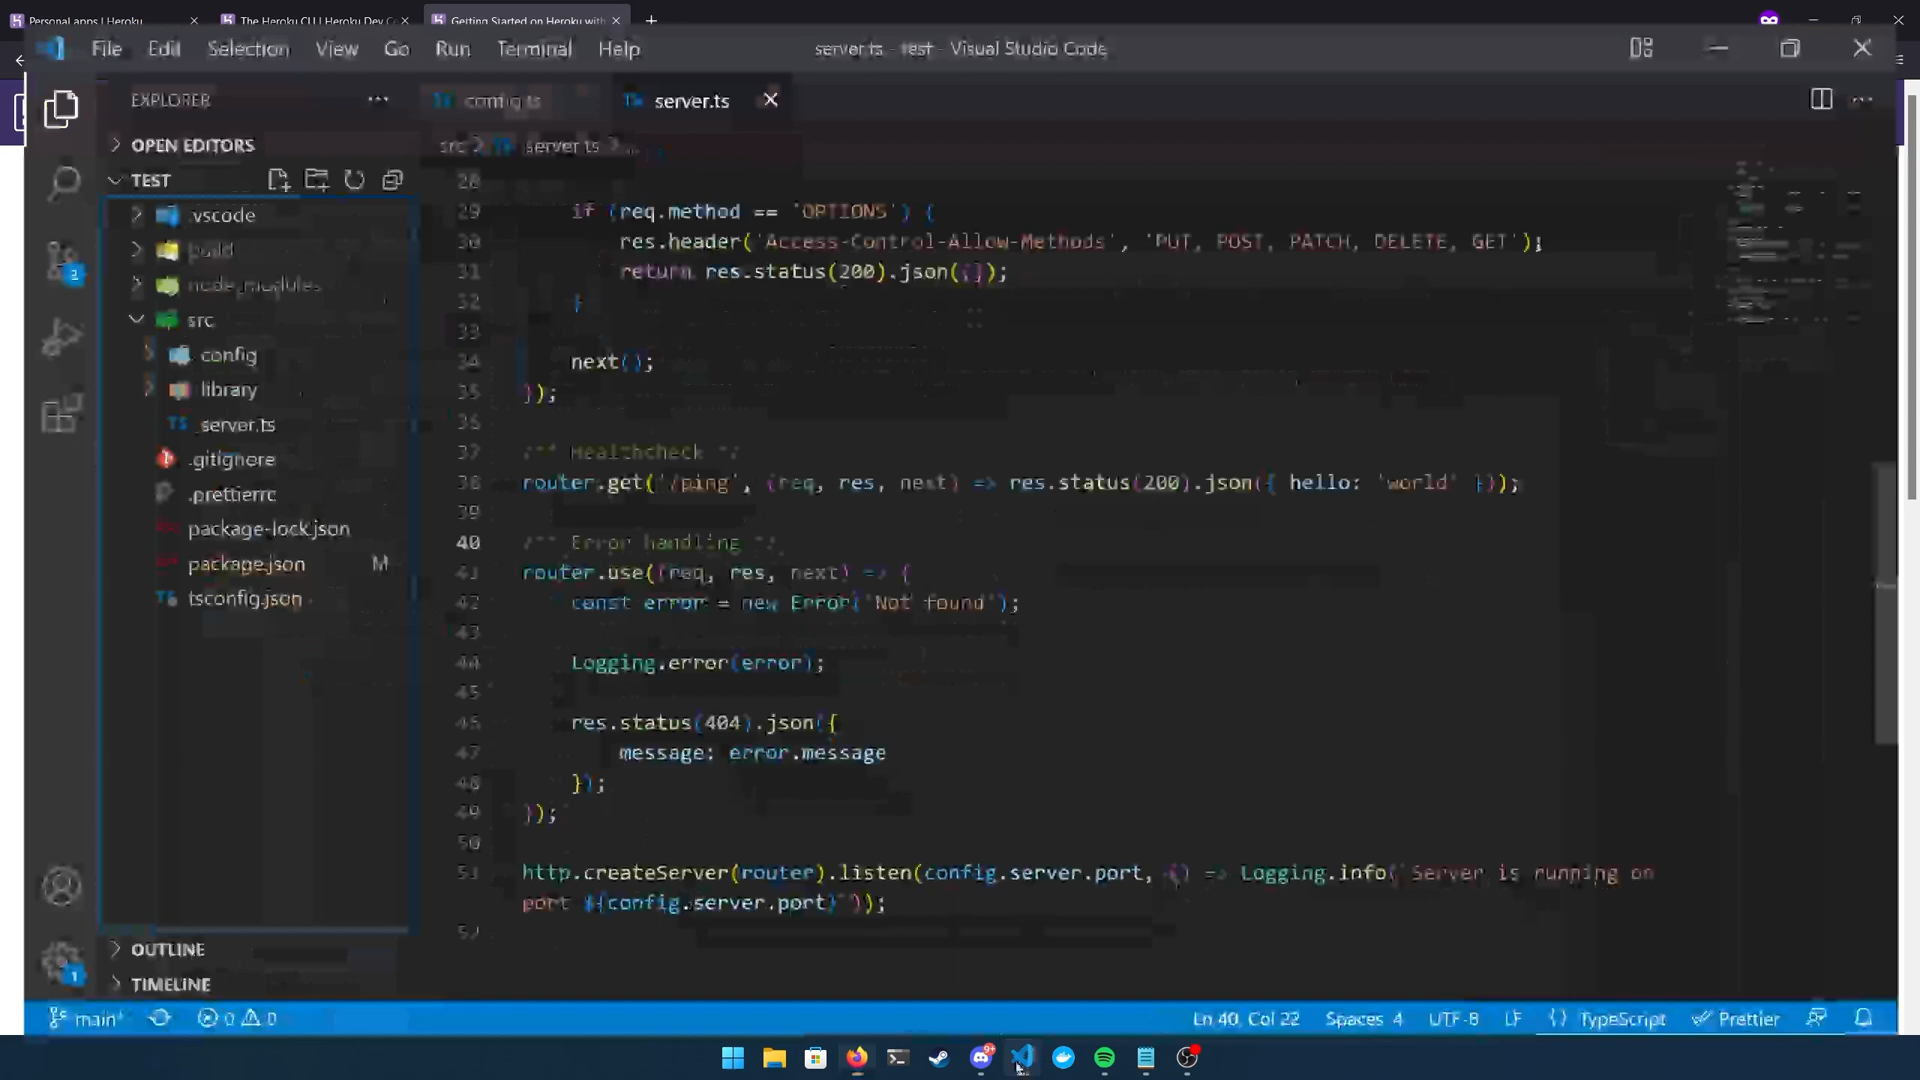 Personal apps | Heroku
The Heroku CLI | Heroku Dev C
Getting Started on Heroku with
File Edit Selection View Go Run Terminal Help
server.ts - test - Visual Studio Code
EXPLORER
config.ts
server.ts
OPEN EDITORS
src > server.ts > ...
TEST
.vscode
build
node_modules
src
config
library
server.ts
.gitignore
.prettierrc
package-lock.json
package.json M
tsconfig.json
OUTLINE
TIMELINE
28
29 if (req.method == 'OPTIONS') {
30 res.header('Access-Control-Allow-Methods', 'PUT, POST, PATCH, DELETE, GET');
31 return res.status(200).json({});
32 }
33
34 next();
35 });
36
37 /** Healthcheck */
38 router.get('/ping', (req, res, next) => res.status(200).json({ hello: 'world' }));
39
40 /** Error handling */
41 router.use((req, res, next) => {
42 const error = new Error('Not found');
43
44 Logging.error(error);
45
46 res.status(404).json({
47 message: error.message
48 });
49 });
50
51 http.createServer(router).listen(config.server.port, () => Logging.info(`Server is running on
port ${config.server.port}`));
52
2
1
main*
0 0
Ln 40, Col 22 Spaces 4 UTF-8 LF {} TypeScript Prettier